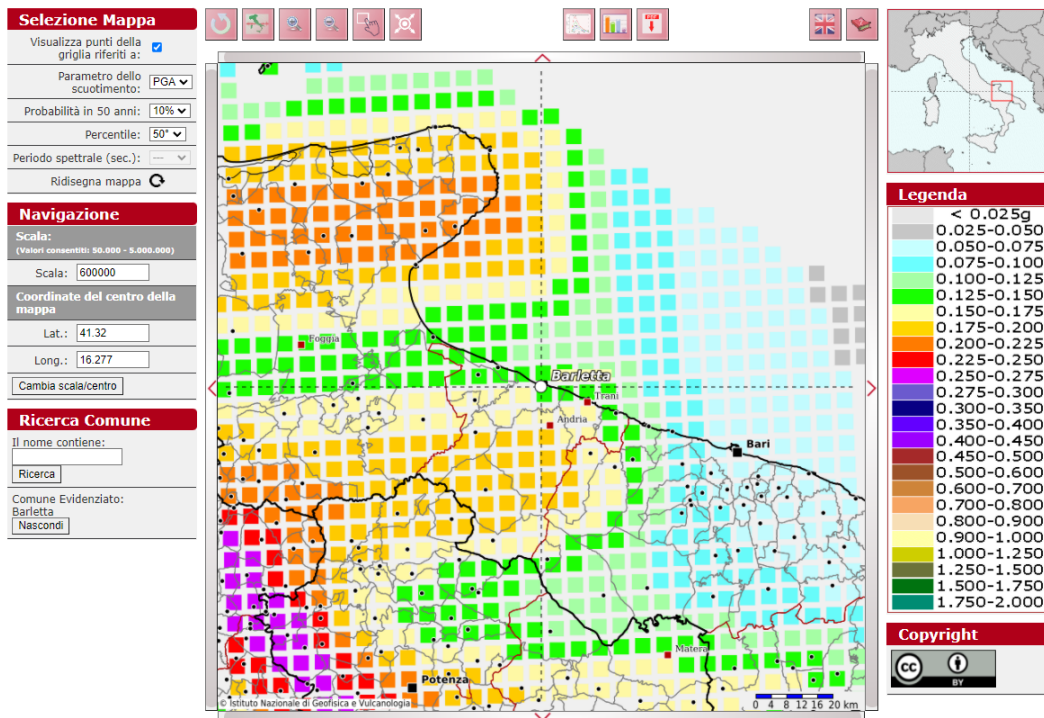 Selezione Mappa
Visualizza punti della
griglia riferiti a:
Parametro dello
scuotimento:
PGA
Probabilità in 50 anni:
10%
Percentile:
50°
Periodo spettrale (sec.):
---
Ridisegna mappa
Navigazione
Scala:
(Valori consentiti: 50.000 - 5.000.000)
Scala:
600000
Coordinate del centro della
mappa
Lat.:
41.32
Long.:
16.277
Cambia scala/centro
Ricerca Comune
Il nome contiene:
Ricerca
Comune Evidenziato:
Barletta
Nascondi
PDF
Foggia
Barletta
Trani
Andria
Bari
Matera
Potenza
© Istituto Nazionale di Geofisica e Vulcanologia
0 4 8 12 16 20 km
Legenda
< 0.025g
0.025-0.050
0.050-0.075
0.075-0.100
0.100-0.125
0.125-0.150
0.150-0.175
0.175-0.200
0.200-0.225
0.225-0.250
0.250-0.275
0.275-0.300
0.300-0.350
0.350-0.400
0.400-0.450
0.450-0.500
0.500-0.600
0.600-0.700
0.700-0.800
0.800-0.900
0.900-1.000
1.000-1.250
1.250-1.500
1.500-1.750
1.750-2.000
Copyright
cc
BY